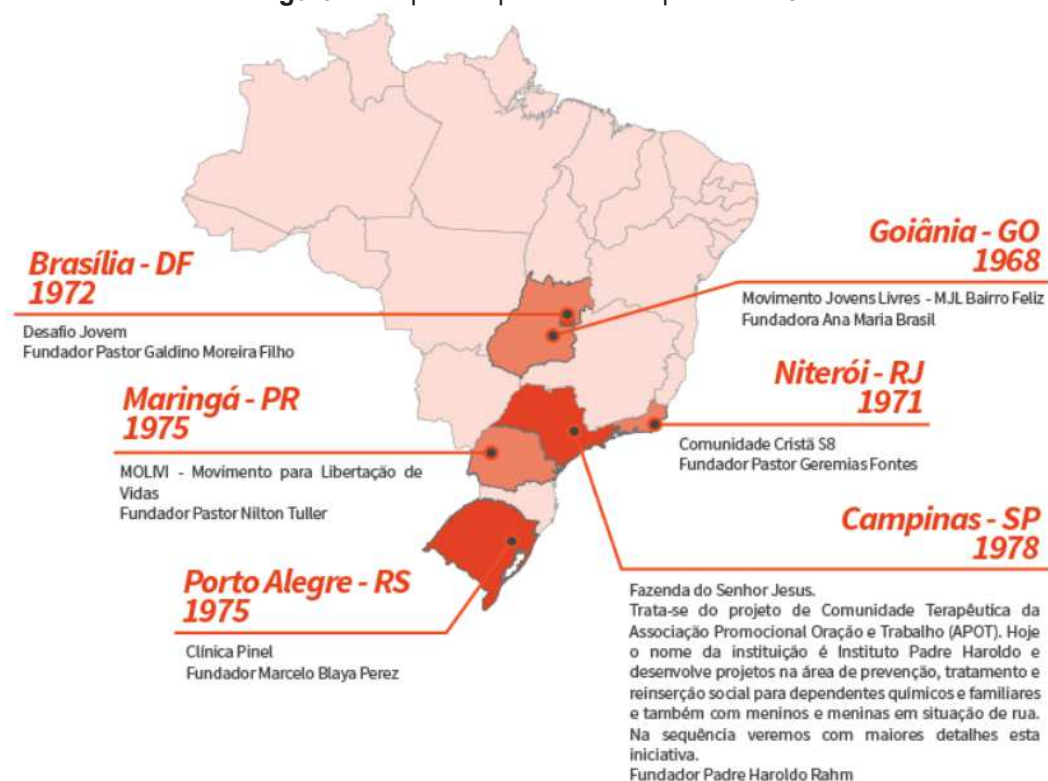 Brasília - DF
1972
Desafio Jovem
Fundador Pastor Galdino Moreira Filho
Goiânia - GO
1968
Movimento Jovens Livres - MJL Bairro Feliz
Fundadora Ana Maria Brasil
Maringá - PR
1975
MOLIVI - Movimento para Libertação de
Vidas
Fundador Pastor Nilton Tuller
Niterói - RJ
1971
Comunidade Cristã S8
Fundador Pastor Geremias Fontes
Porto Alegre - RS
1975
Clínica Pinel
Fundador Marcelo Blaya Perez
Campinas - SP
1978
Fazenda do Senhor Jesus.
Trata-se do projeto de Comunidade Terapêutica da
Associação Promocional Oração e Trabalho (APOT). Hoje
o nome da instituição é Instituto Padre Haroldo e
desenvolve projetos na área de prevenção, tratamento e
reinserção social para dependentes químicos e familiares
e também com meninos e meninas em situação de rua.
Na sequência veremos com maiores detalhes esta
iniciativa.
Fundador Padre Haroldo Rahm